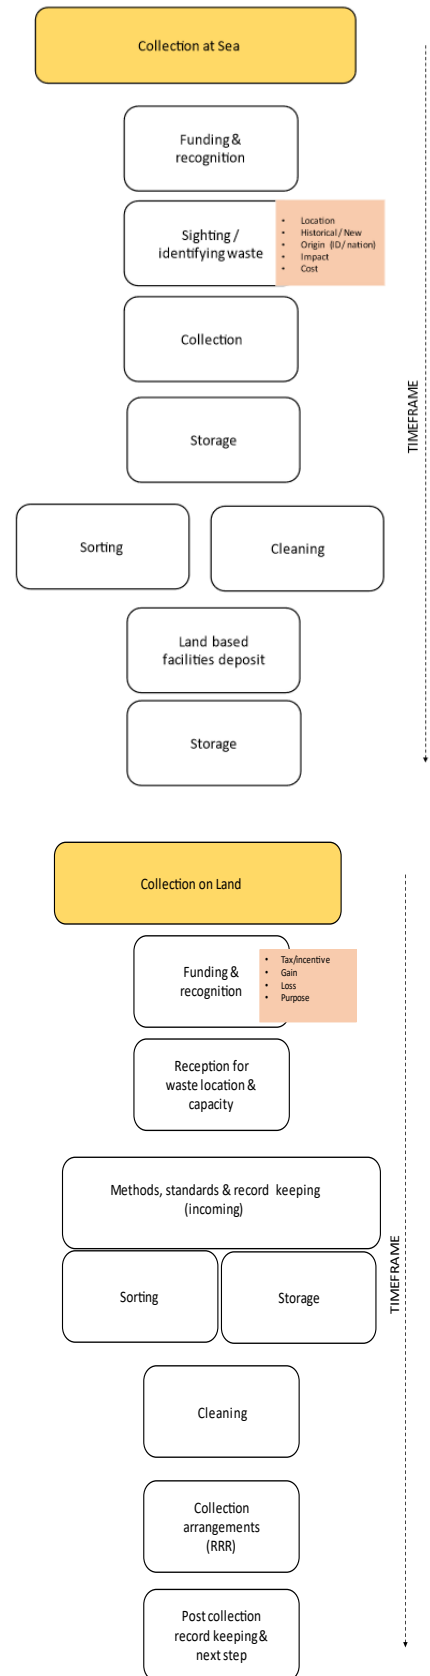 Collection at Sea
Funding &
recognition
Sighting /
identifying waste
• Location
• Historical / New
• Origin (ID/ nation)
• Impact
• Cost
Collection
Storage
TIMEFRAME
Sorting
Cleaning
Land based
facilities deposit
Storage
Collection on Land
Funding &
recognition
• Tax/incentive
• Gain
• Loss
• Purpose
Reception for
waste location &
capacity
Methods, standards & record keeping
(incoming)
TIMEFRAME
Sorting
Storage
Cleaning
Collection
arrangements
(RRR)
Post collection
record keeping &
next step